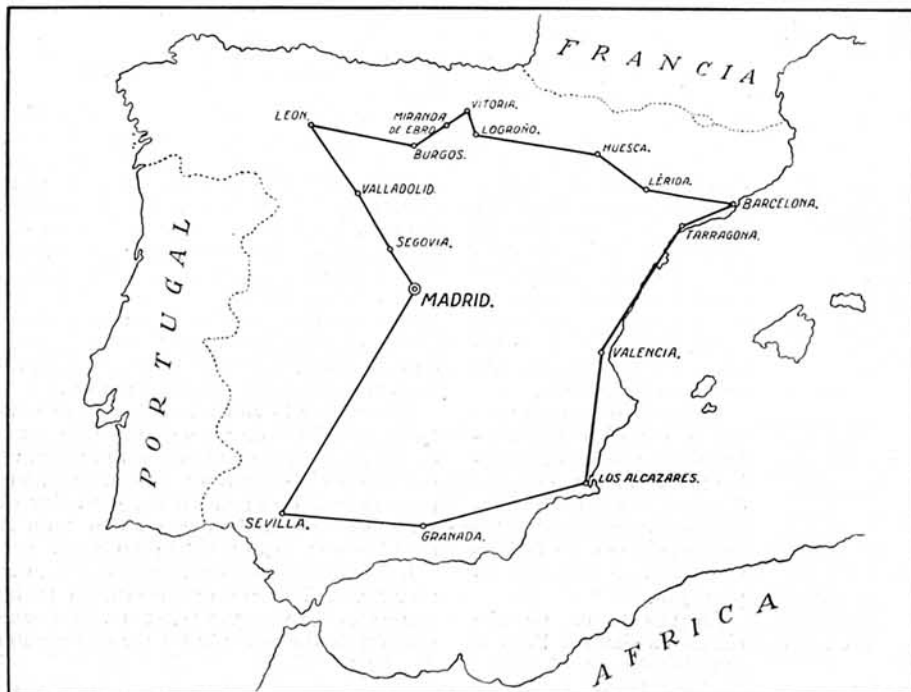 FRANCIA
VITORIA.
MIRANDA
DE EBRO
LEON.
LOGROÑO.
BURGOS.
HUESCA.
VALLADOLID.
LÉRIDA.
BARCELONA.
TARRAGONA.
SEGOVIA.
MADRID.
PORTUGAL
VALENCIA.
LOS ALCAZARES.
SEVILLA.
GRANADA.
AFRICA